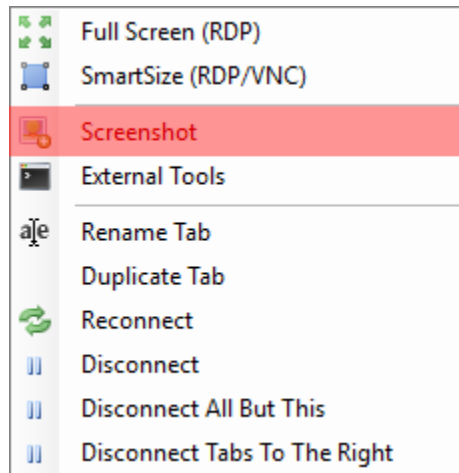 Full Screen (RDP)
SmartSize (RDP/VNC)
Screenshot
External Tools
Rename Tab
Duplicate Tab
Reconnect
Disconnect
Disconnect All But This
Disconnect Tabs To The Right